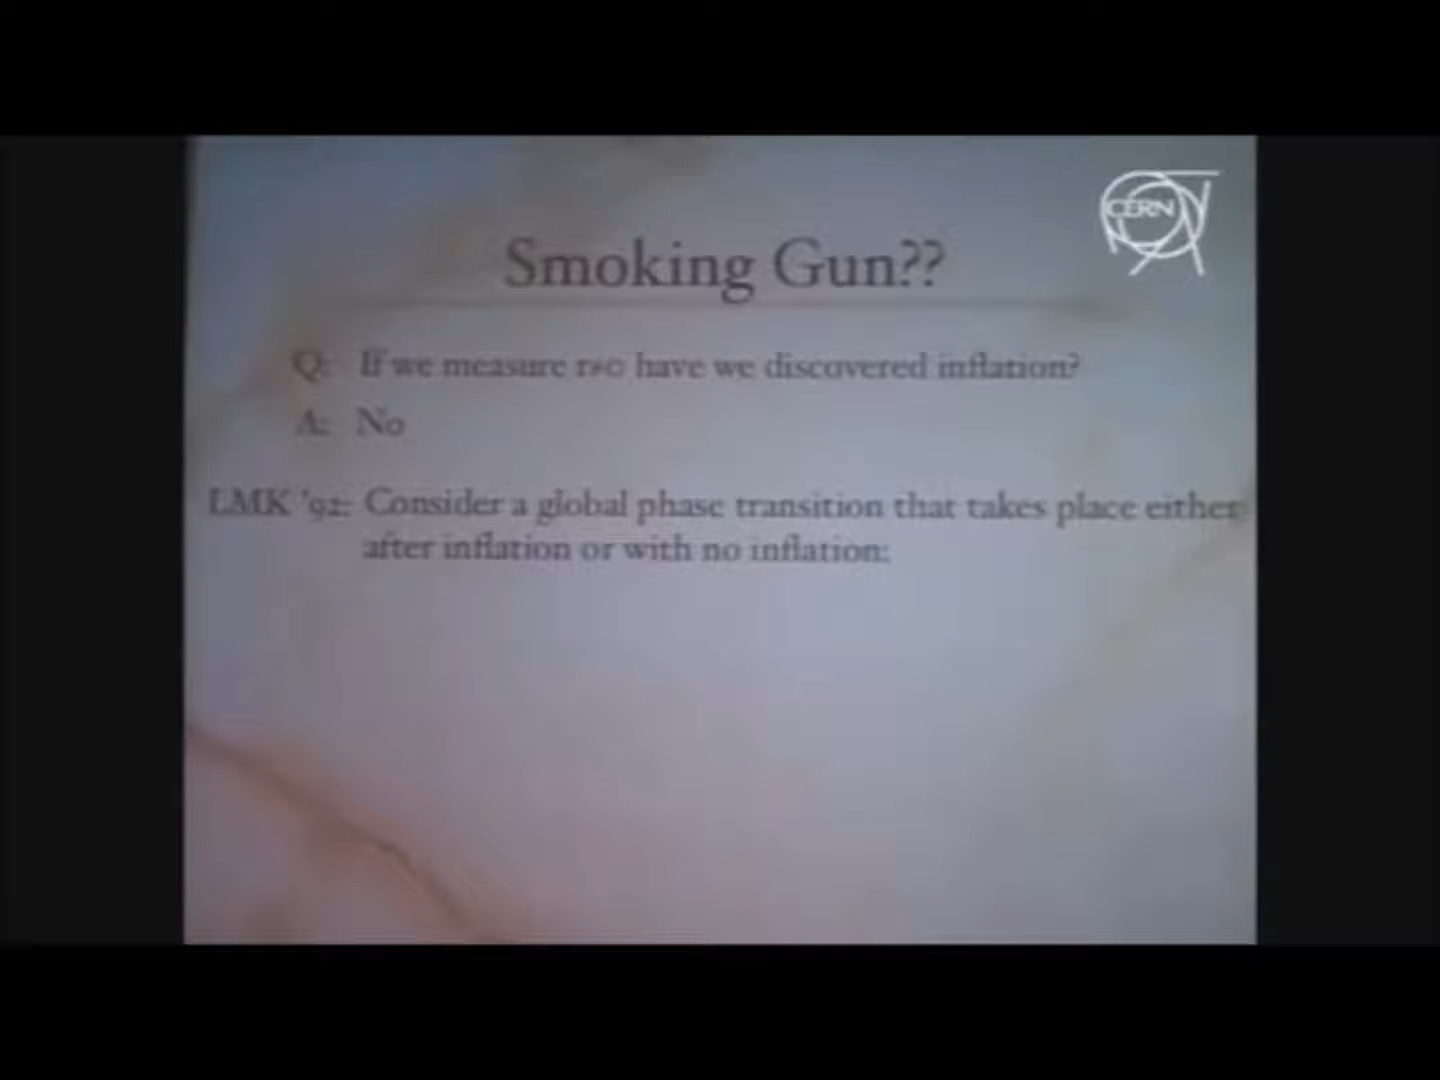 CERN
Smoking Gun??
Q: If we measure r≠0 have we discovered inflation?
A: No
LMK '92: Consider a global phase transition that takes place either
after inflation or with no inflation: